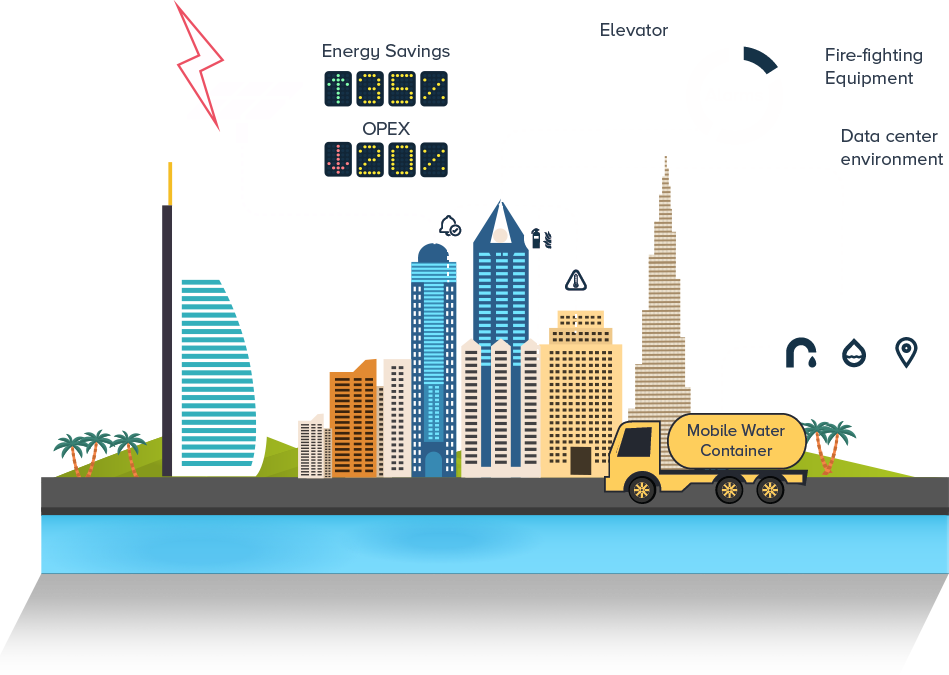 Elevator
Energy Savings
↑35%
OPEX
↓20%
Fire-fighting
Equipment
Data center
environment
Mobile Water
Container